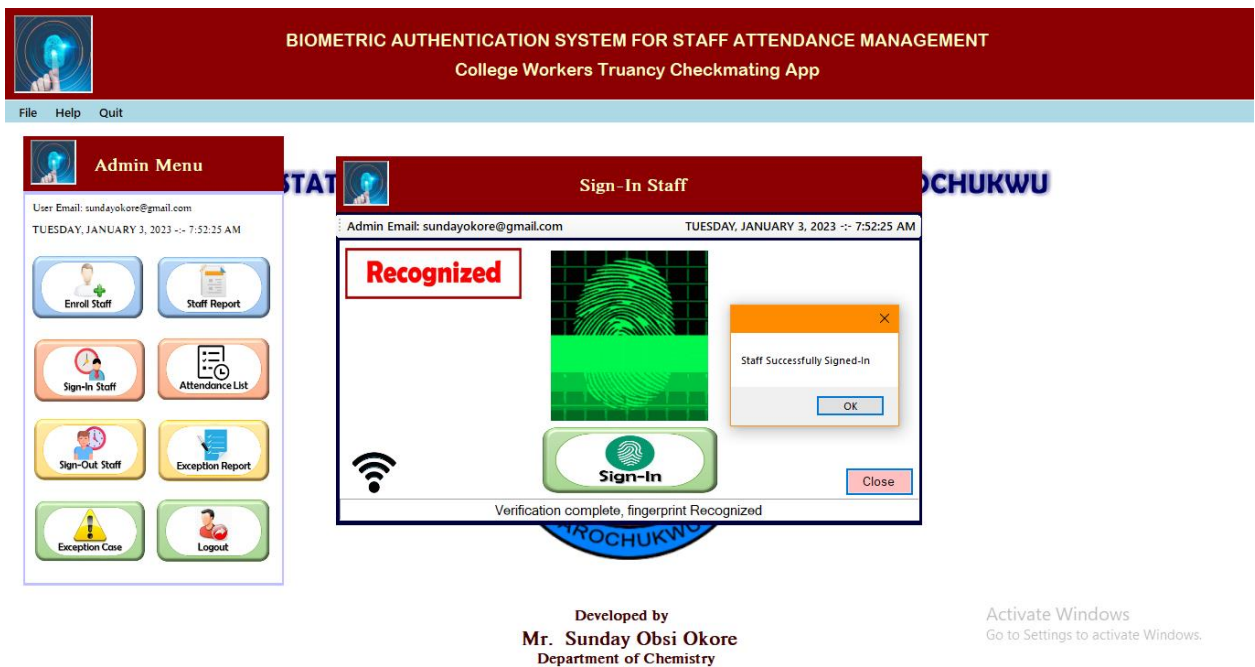 BIOMETRIC AUTHENTICATION SYSTEM FOR STAFF ATTENDANCE MANAGEMENT
College Workers Truancy Checkmating App
File Help Quit
Admin Menu
User Email: sundayokore@gmail.com
TUESDAY, JANUARY 3, 2023 -:- 7:52:25 AM
Enroll Staff
Staff Report
Sign-In Staff
Attendance List
Sign-Out Staff
Exception Report
Exception Case
Logout
Sign-In Staff
Admin Email: sundayokore@gmail.com TUESDAY, JANUARY 3, 2023 -:- 7:52:25 AM
Recognized
Staff Successfully Signed-In
OK
Sign-In
Close
Verification complete, fingerprint Recognized
AROCHUKWU
Developed by
Mr. Sunday Obsi Okore
Department of Chemistry
Activate Windows
Go to Settings to activate Windows.